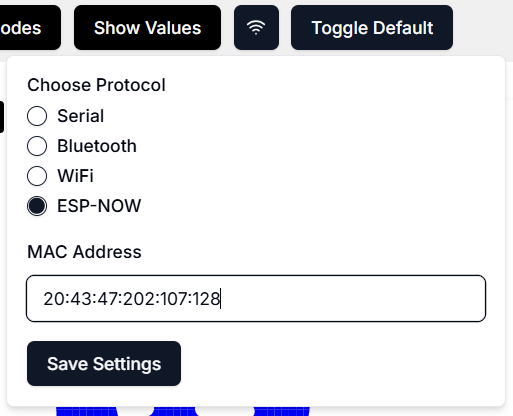 odes
Show Values
Toggle Default
Choose Protocol
Serial
Bluetooth
WiFi
ESP-NOW
MAC Address
20:43:47:202:107:128
Save Settings